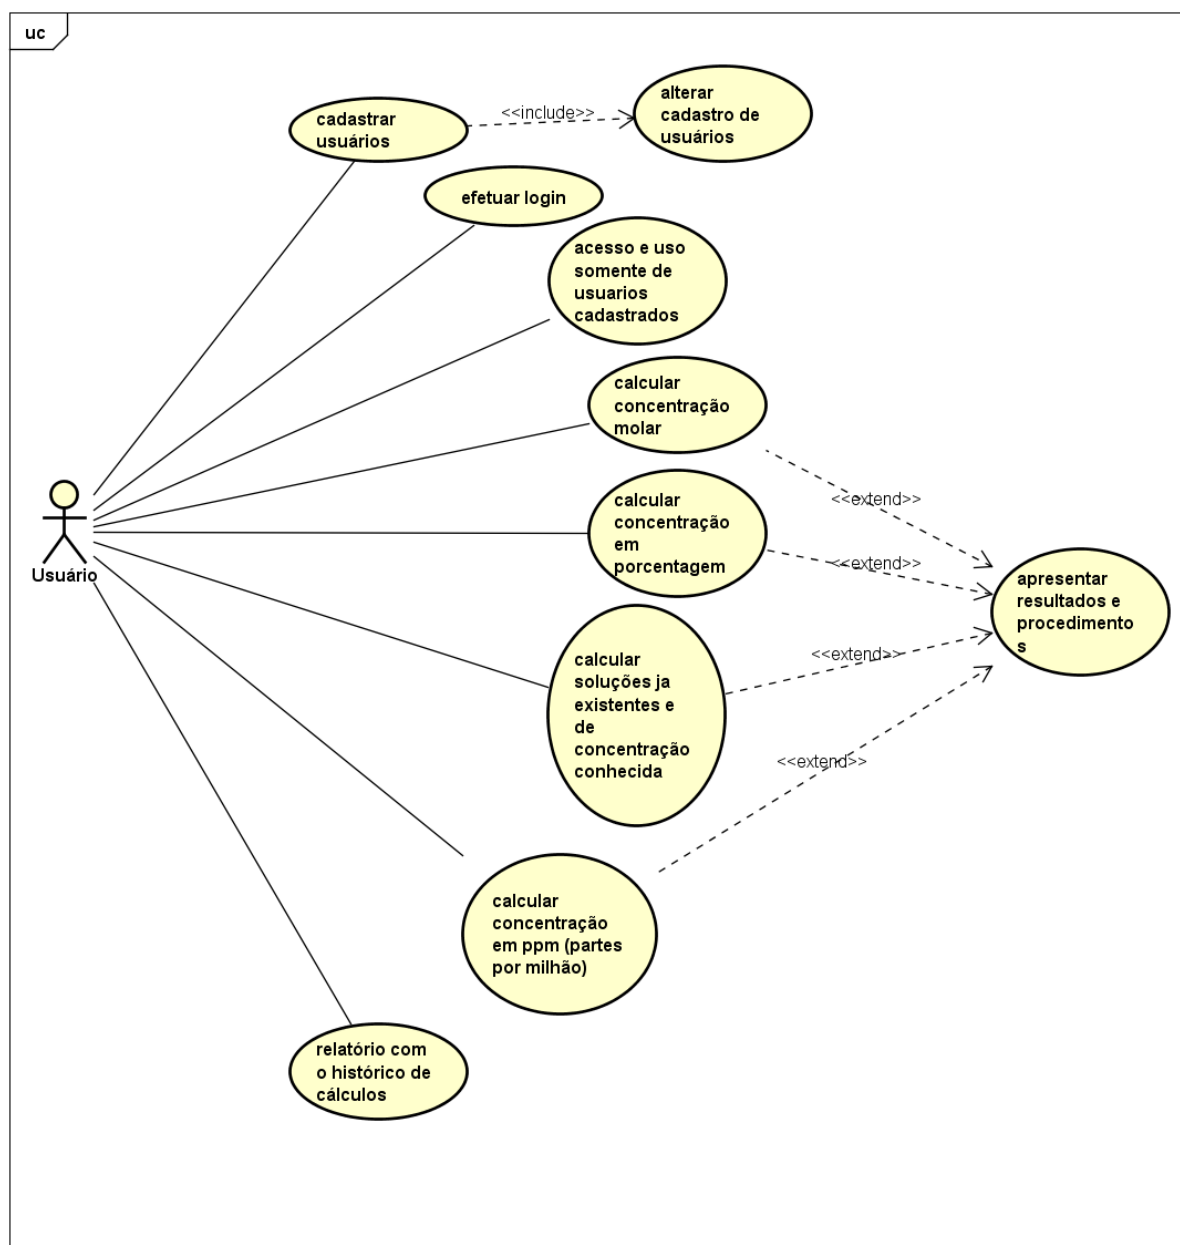 uc
cadastrar
usuários
<<include>>
alterar
cadastro de
usuários
efetuar login
acesso e uso
somente de
usuarios
cadastrados
calcular
concentração
molar
<<extend>>
calcular
concentração
em
porcentagem
<<extend>>
Usuário
apresentar
resultados e
procedimento
s
calcular
soluções ja
existentes e
de
concentração
conhecida
<<extend>>
<<extend>>
calcular
concentração
em ppm (partes
por milhão)
relatório com
o histórico de
cálculos